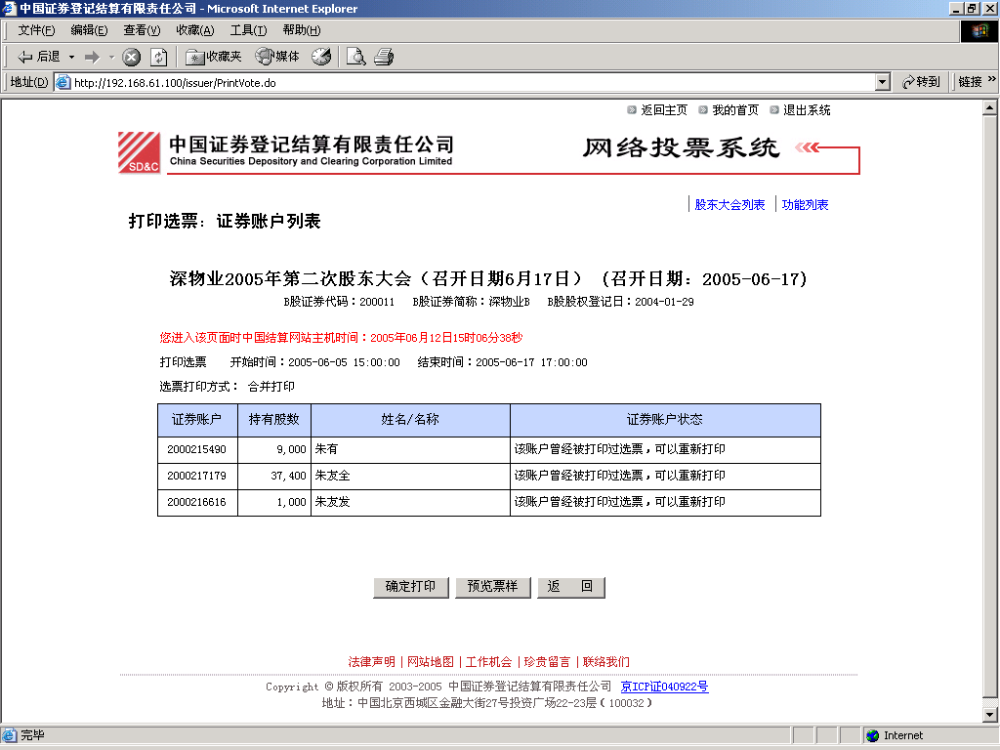 中国证券登记结算有限责任公司 - Microsoft Internet Explorer
文件(F) 编辑(E) 查看(V) 收藏(A) 工具(T) 帮助(H)
后退 收藏夹 媒体
地址(D) http://192.168.61.100/issuer/PrintVote.do 转到 链接 »
返回主页 我的首页 退出系统
中国证券登记结算有限责任公司 网络投票系统
SD&C China Securities Depository and Clearing Corporation Limited
股东大会列表 功能列表
打印选票：证券账户列表
深物业2005年第二次股东大会（召开日期6月17日） (召开日期：2005-06-17)
B股证券代码：200011 B股证券简称：深物业B B股股权登记日：2004-01-29
您进入该页面时中国结算网站主机时间：2005年06月12日15时06分38秒
打印选票 开始时间：2005-06-05 15:00:00 结束时间：2005-06-17 17:00:00
选票打印方式： 合并打印
证券账户 持有股数 姓名/名称 证券账户状态
2000215490 9,000 朱有 该账户曾经被打印过选票，可以重新打印
2000217179 37,400 朱友全 该账户曾经被打印过选票，可以重新打印
2000216616 1,000 朱友发 该账户曾经被打印过选票，可以重新打印
确定打印 预览票样 返 回
法律声明 | 网站地图 | 工作机会 | 珍贵留言 | 联络我们
Copyright © 版权所有 2003-2005 中国证券登记结算有限责任公司 京ICP证040922号
地址：中国北京西城区金融大街27号投资广场22-23层（100032）
完毕 Internet